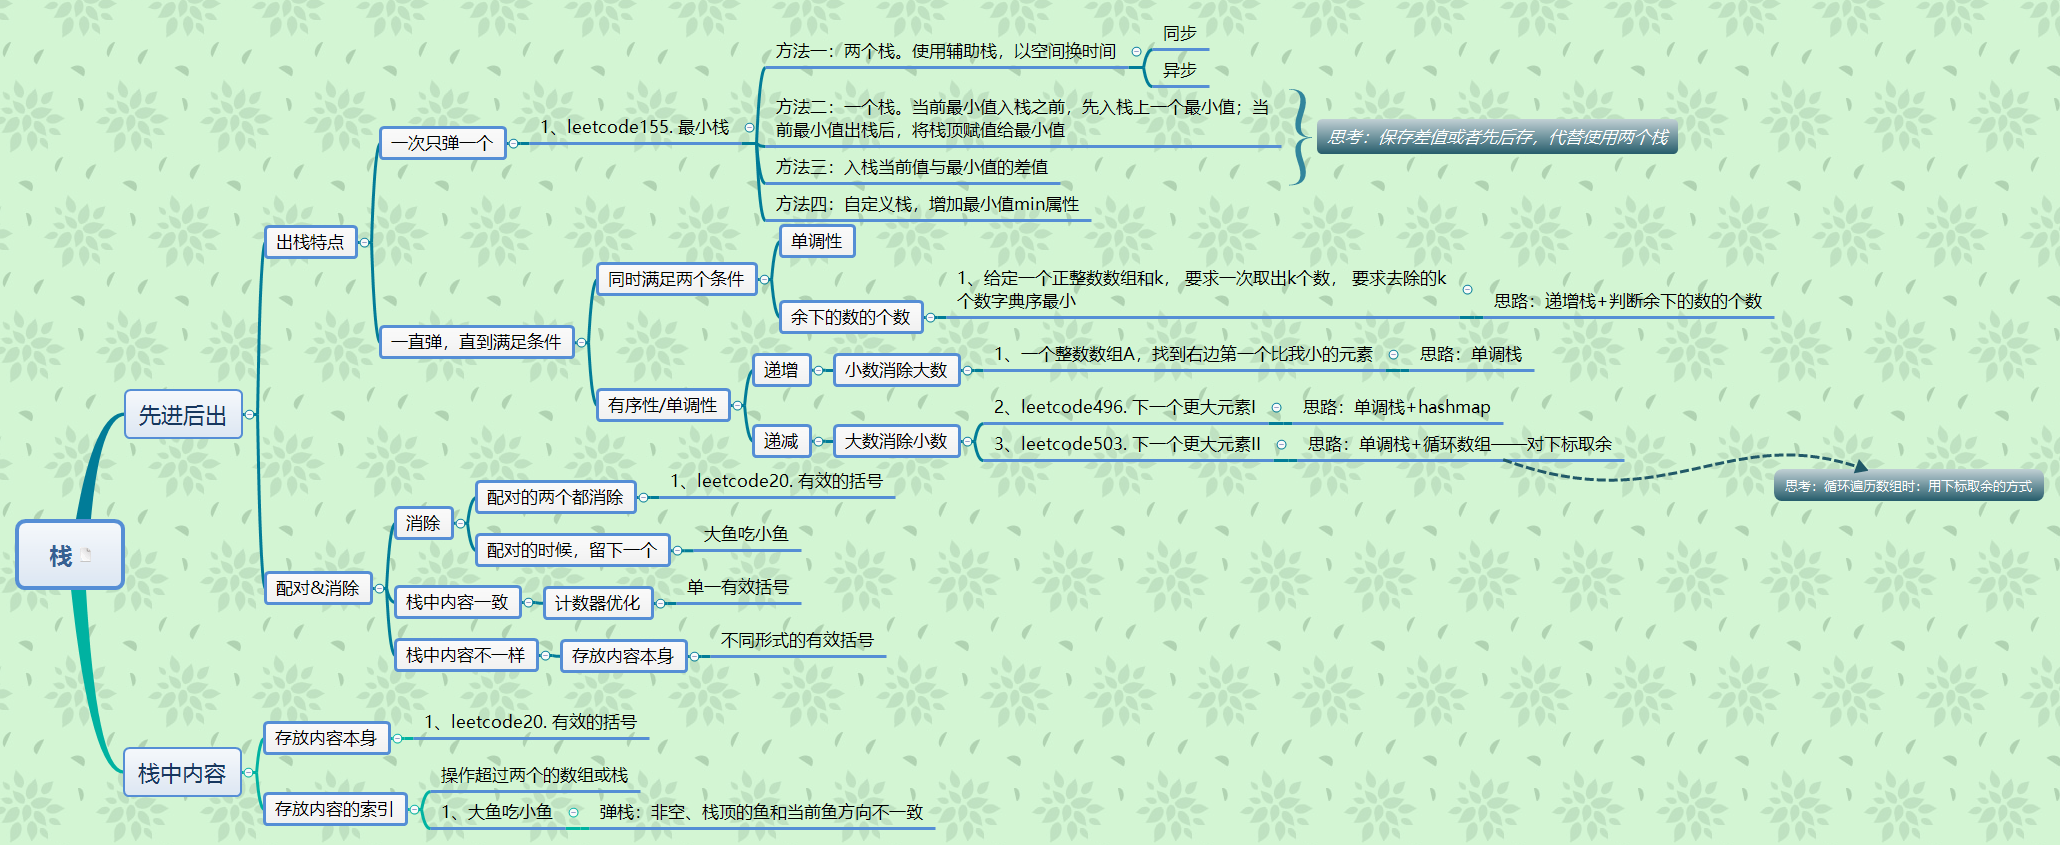 栈
先进后出
出栈特点
一次只弹一个
1、leetcode155. 最小栈
方法一：两个栈。使用辅助栈，以空间换时间
同步
异步
方法二：一个栈。当前最小值入栈之前，先入栈上一个最小值；当
前最小值出栈后，将栈顶赋值给最小值
方法三：入栈当前值与最小值的差值
思考：保存差值或者先后存，代替使用两个栈
方法四：自定义栈，增加最小值min属性
一直弹，直到满足条件
同时满足两个条件
单调性
余下的数的个数
1、给定一个正整数数组和k， 要求一次取出k个数， 要求去除的k
个数字典序最小
思路：递增栈+判断余下的数的个数
有序性/单调性
递增
小数消除大数
1、一个整数数组A，找到右边第一个比我小的元素
思路：单调栈
递减
大数消除小数
2、leetcode496. 下一个更大元素I
思路：单调栈+hashmap
3、leetcode503. 下一个更大元素II
思路：单调栈+循环数组——对下标取余
思考：循环遍历数组时：用下标取余的方式
配对&消除
消除
配对的两个都消除
1、leetcode20. 有效的括号
配对的时候，留下一个
大鱼吃小鱼
栈中内容一致
计数器优化
单一有效括号
栈中内容不一样
存放内容本身
不同形式的有效括号
栈中内容
存放内容本身
1、leetcode20. 有效的括号
存放内容的索引
操作超过两个的数组或栈
1、大鱼吃小鱼
弹栈：非空、栈顶的鱼和当前鱼方向不一致